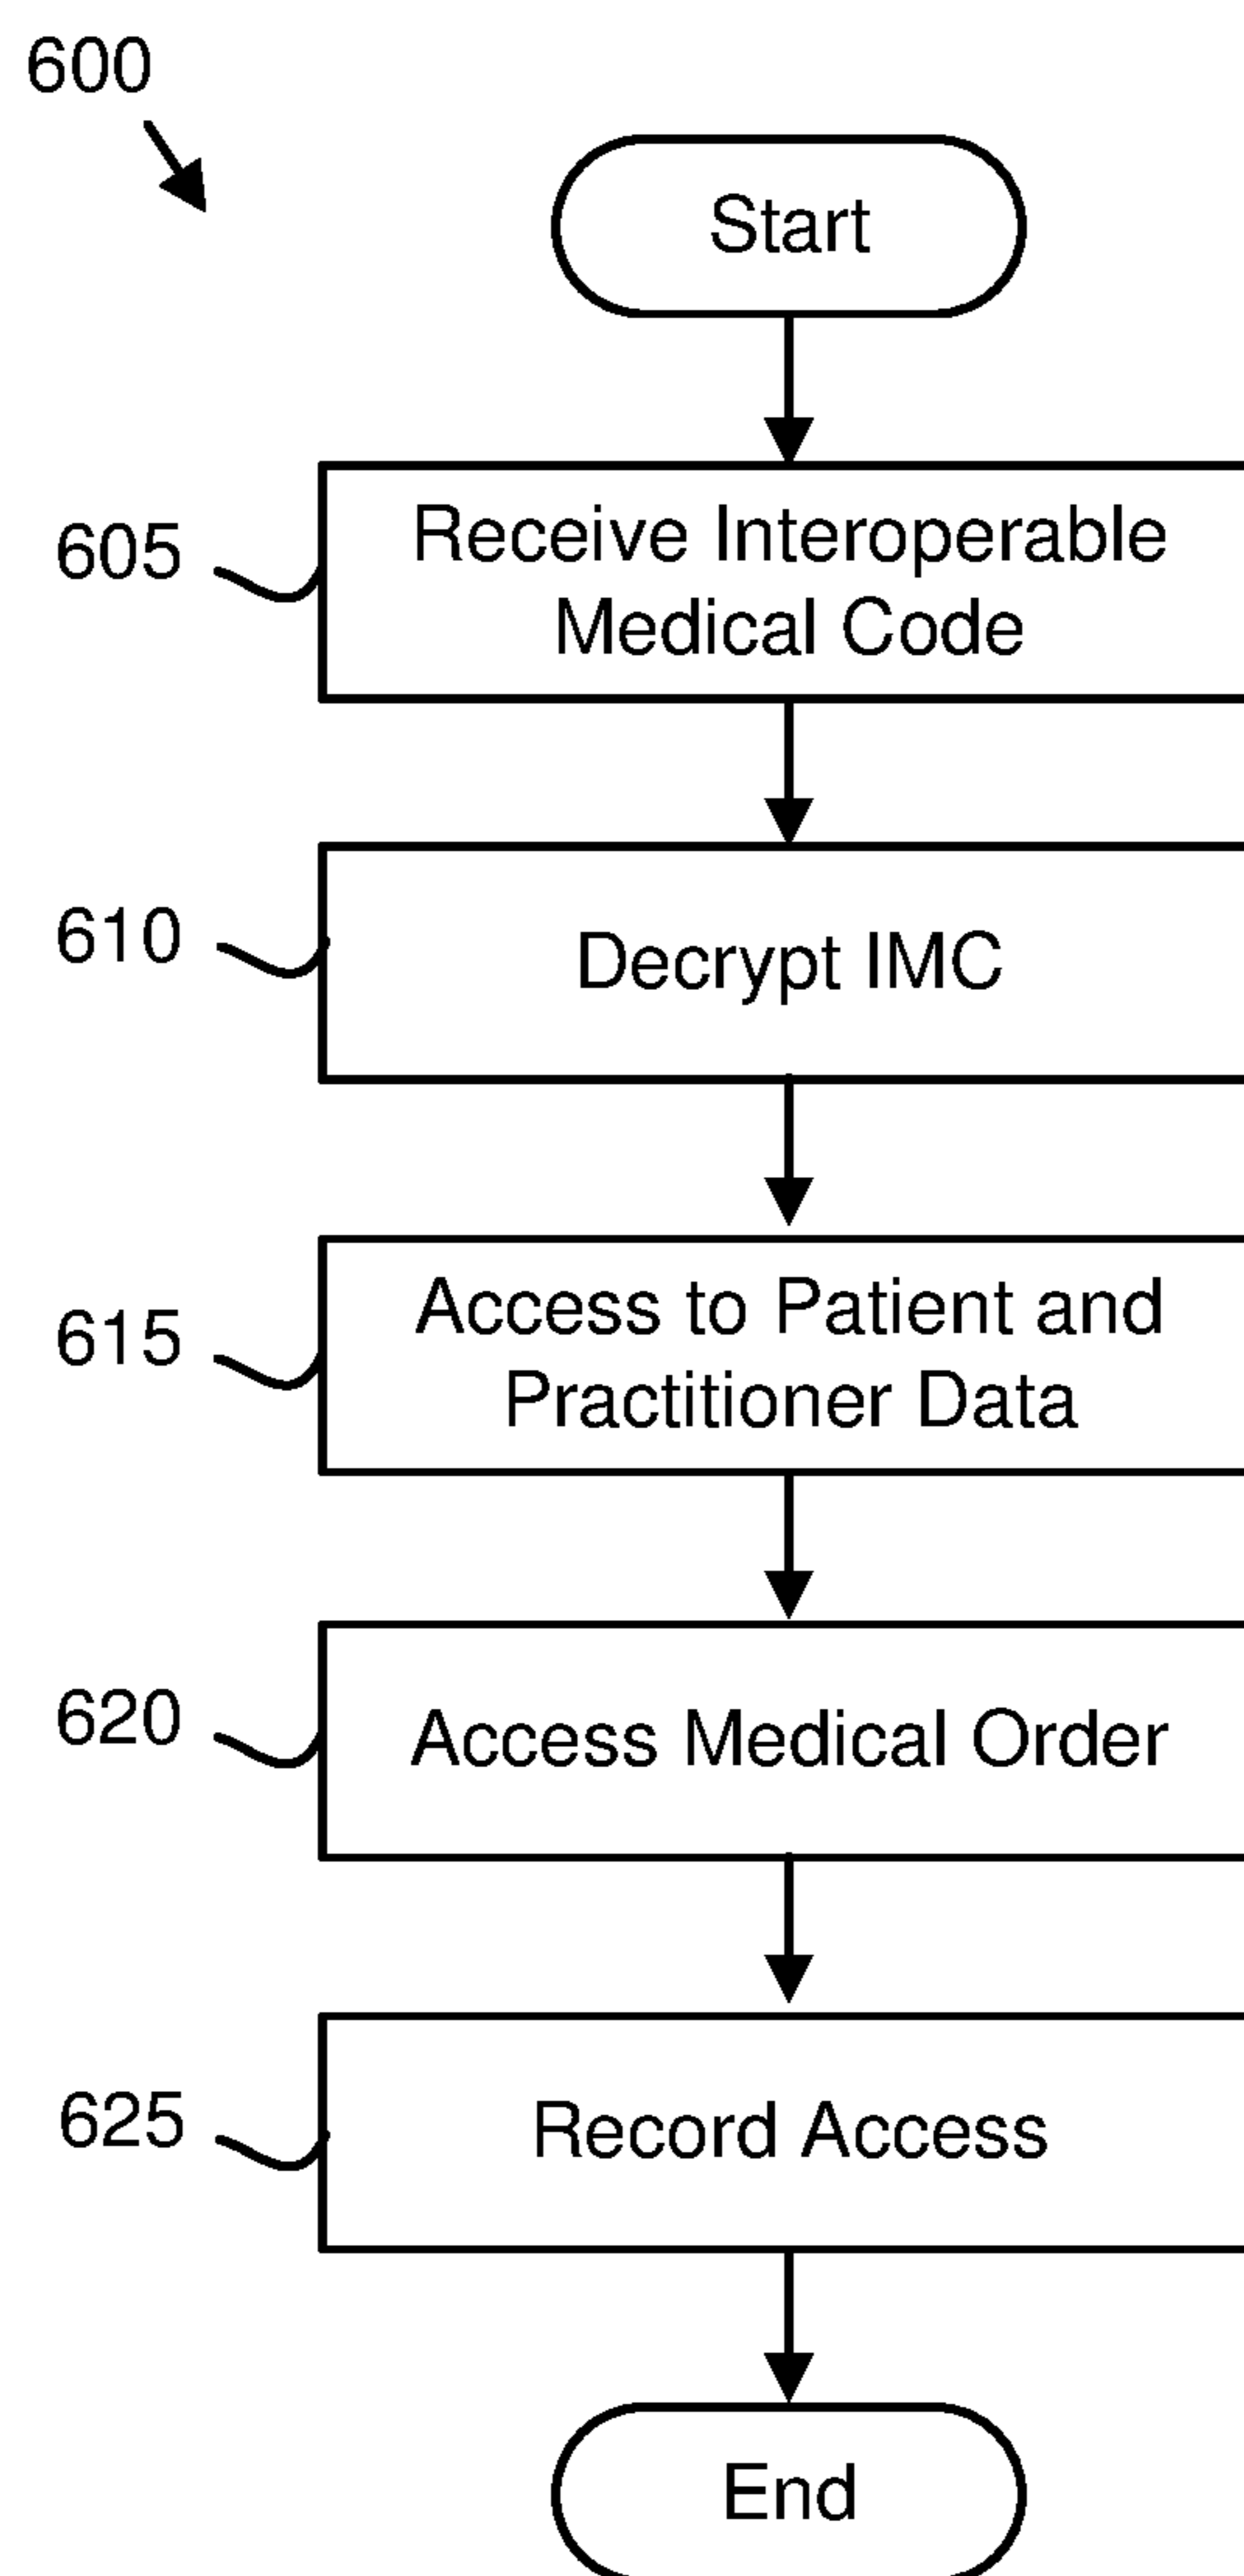 600
Start
605
Receive Interoperable
Medical Code
610
Decrypt IMC
615
Access to Patient and
Practitioner Data
620
Access Medical Order
625
Record Access
End